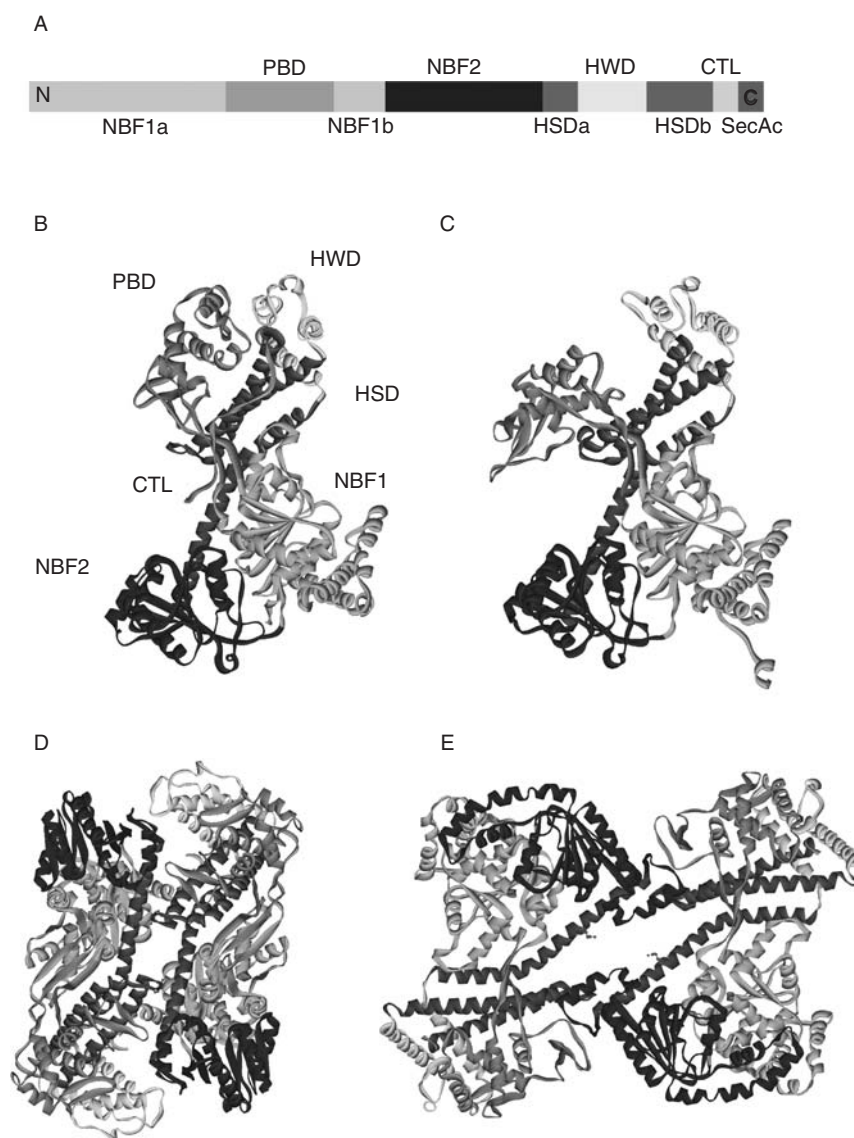 A
PBD NBF2 HWD CTL
N C
NBF1a NBF1b HSDa HSDb SecAc
B C
HWD
PBD
HSD
CTL NBF1
NBF2
D E